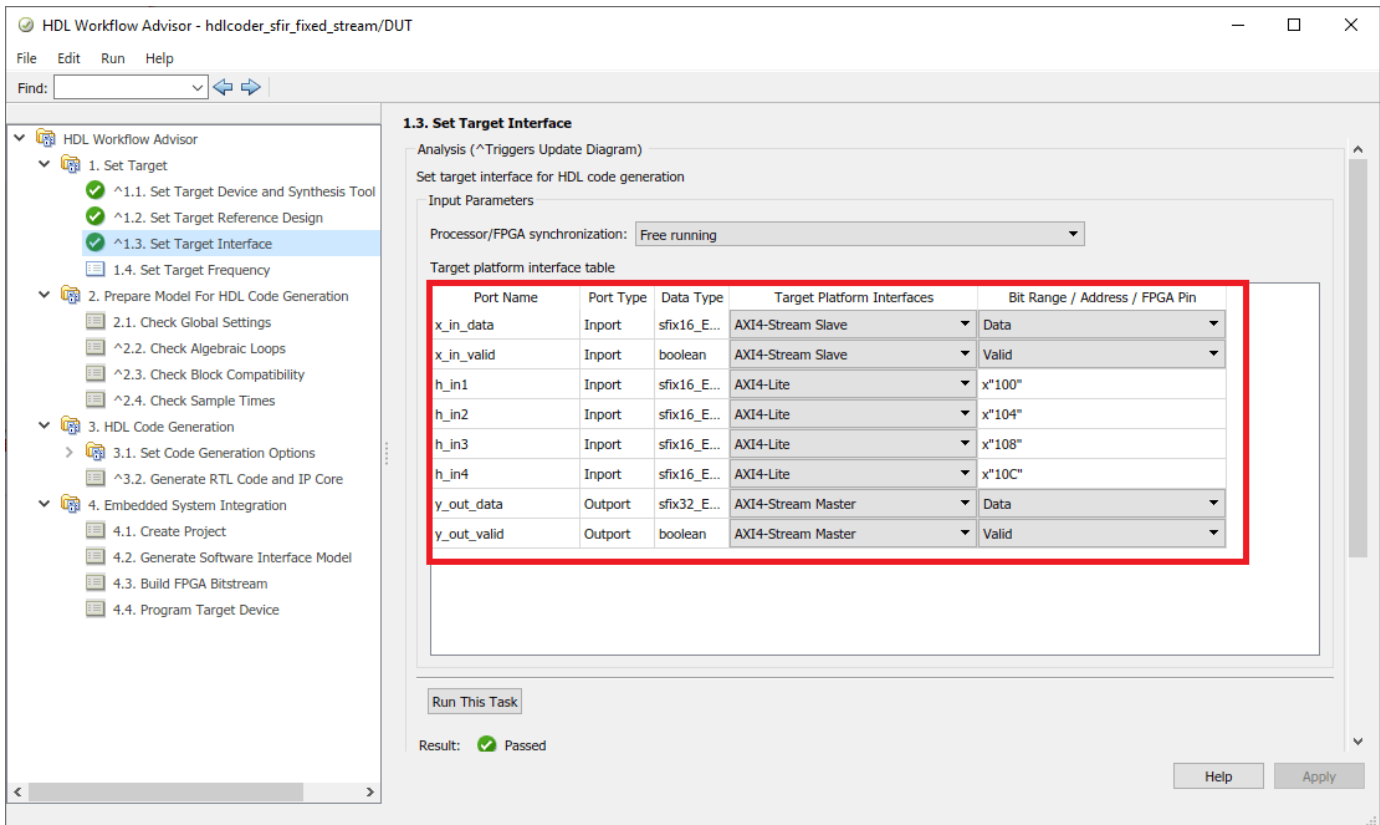 HDL Workflow Advisor - hdlcoder_sfir_fixed_stream/DUT
File Edit Run Help
Find:
HDL Workflow Advisor
1. Set Target
^1.1. Set Target Device and Synthesis Tool
^1.2. Set Target Reference Design
^1.3. Set Target Interface
1.4. Set Target Frequency
2. Prepare Model For HDL Code Generation
2.1. Check Global Settings
^2.2. Check Algebraic Loops
^2.3. Check Block Compatibility
^2.4. Check Sample Times
3. HDL Code Generation
3.1. Set Code Generation Options
^3.2. Generate RTL Code and IP Core
4. Embedded System Integration
4.1. Create Project
4.2. Generate Software Interface Model
4.3. Build FPGA Bitstream
4.4. Program Target Device
1.3. Set Target Interface
Analysis (^Triggers Update Diagram)
Set target interface for HDL code generation
Input Parameters
Processor/FPGA synchronization: Free running
Target platform interface table
Port Name Port Type Data Type Target Platform Interfaces Bit Range / Address / FPGA Pin
x_in_data Inport sfix16_E... AXI4-Stream Slave Data
x_in_valid Inport boolean AXI4-Stream Slave Valid
h_in1 Inport sfix16_E... AXI4-Lite x"100"
h_in2 Inport sfix16_E... AXI4-Lite x"104"
h_in3 Inport sfix16_E... AXI4-Lite x"108"
h_in4 Inport sfix16_E... AXI4-Lite x"10C"
y_out_data Outport sfix32_E... AXI4-Stream Master Data
y_out_valid Outport boolean AXI4-Stream Master Valid
Run This Task
Result: Passed
Help Apply